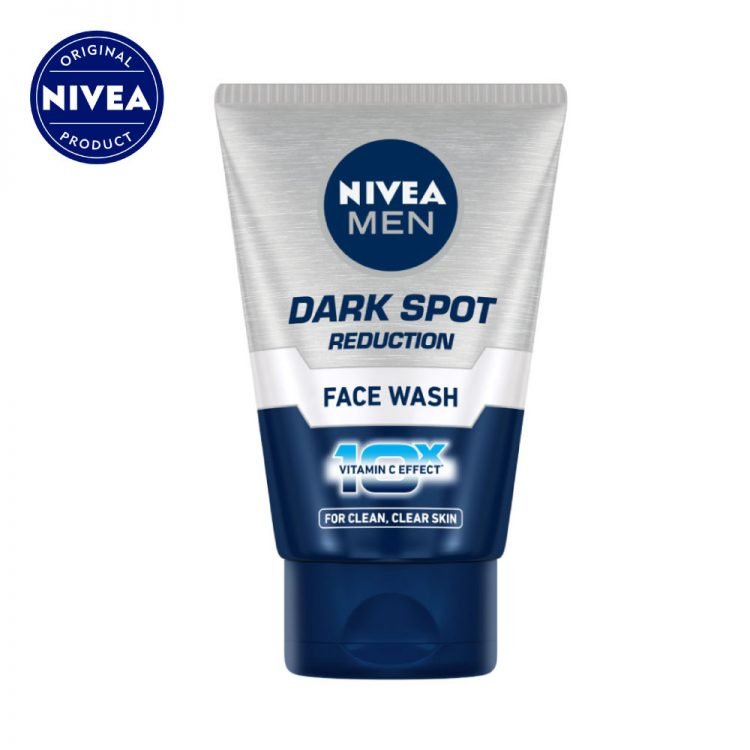 ORIGINAL
NIVEA
PRODUCT
NIVEA
MEN
DARK SPOT
REDUCTION
FACE WASH
10X
VITAMIN C EFFECT*
FOR CLEAN, CLEAR SKIN